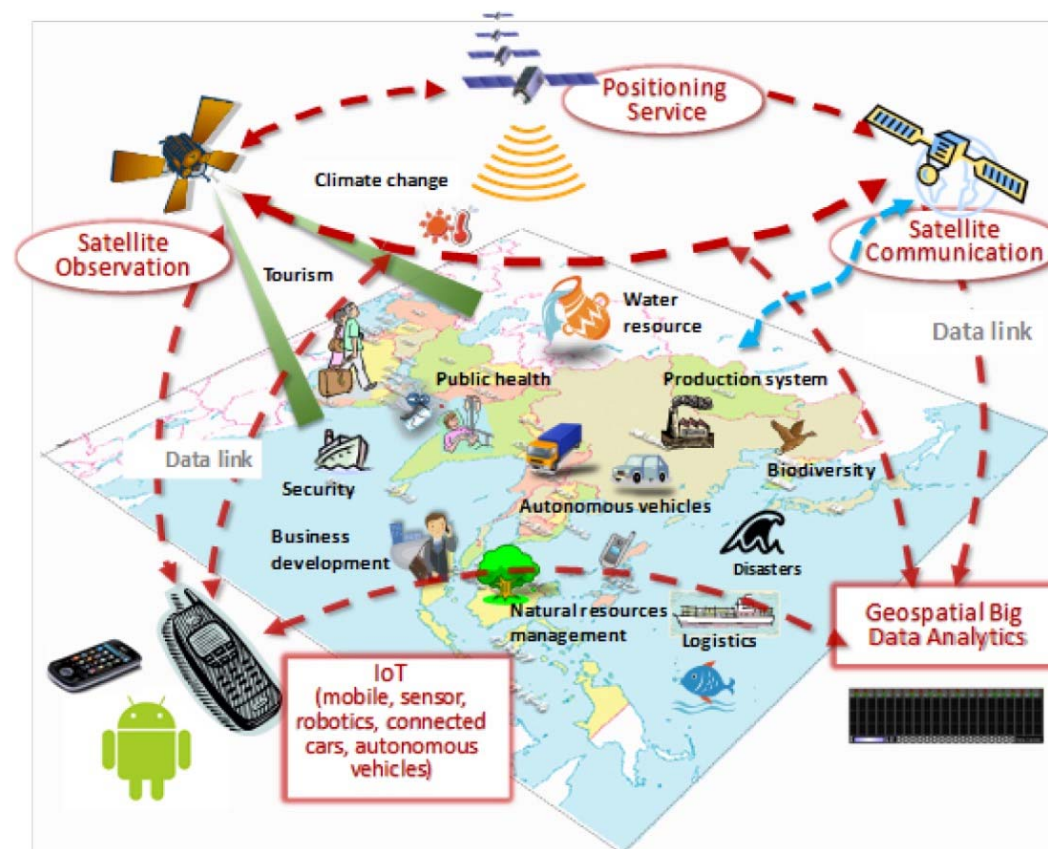 Positioning
Service
Climate change
Satellite
Observation
Satellite
Communication
Tourism
Water
resource
Data link
Public health
Production system
Data link
Security
Biodiversity
Autonomous vehicles
Business
development
Disasters
Natural resources
management
Logistics
Geospatial Big
Data Analytics
IoT
(mobile, sensor,
robotics, connected
cars, autonomous
vehicles)